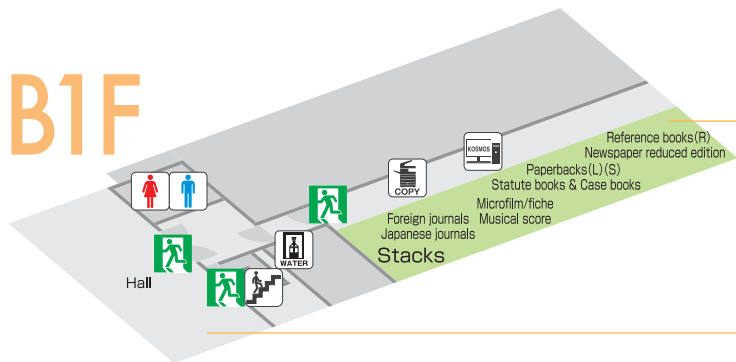 B1F
KOSMOS
COPY
Reference books(R)
Newspaper reduced edition
Paperbacks(L)(S)
Statute books & Case books
Microfilm/fiche
Musical score
Foreign journals
Japanese journals
Stacks
WATER
Hall